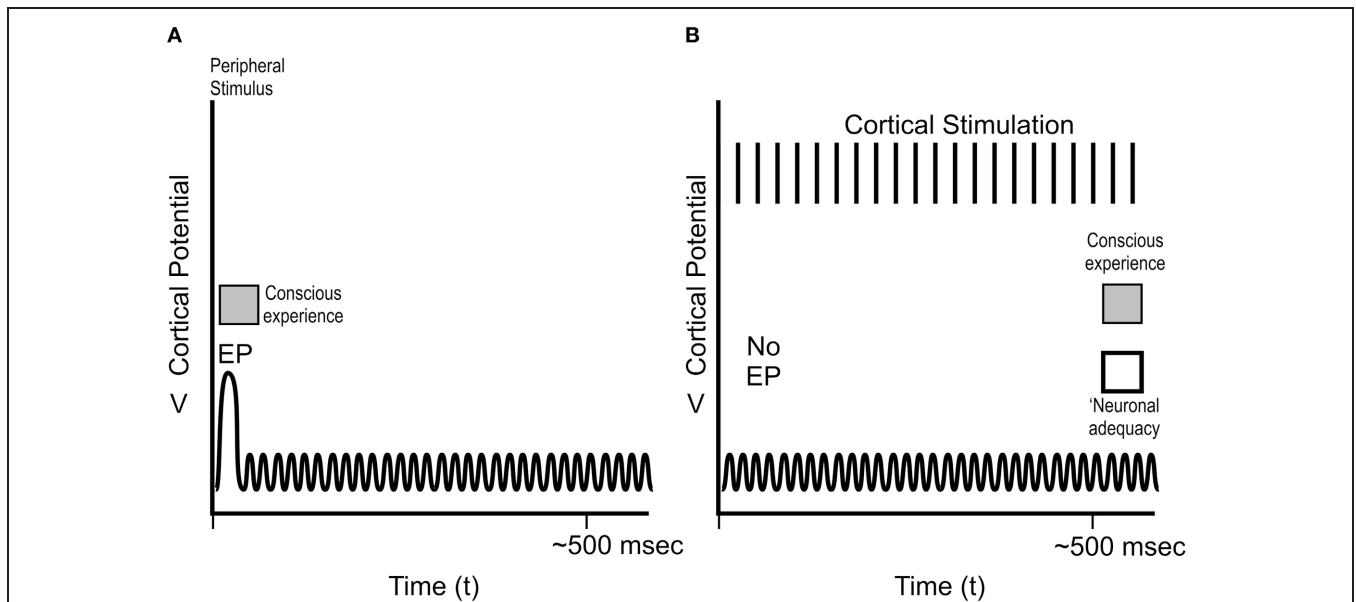 A
Peripheral
Stimulus
V Cortical Potential
Conscious
experience
EP
~500 msec
Time (t)
B
Cortical Stimulation
V Cortical Potential
Conscious
experience
No
EP
‘Neuronal
adequacy
~500 msec
Time (t)